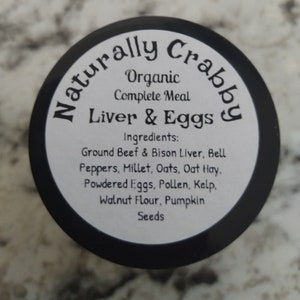 Naturally Crabby
Organic
Complete Meal
Liver & Eggs
Ingredients:
Ground Beef & Bison Liver, Bell
Peppers, Millet, Oats, Oat Hay,
Powdered Eggs, Pollen, Kelp,
Walnut Flour, Pumpkin
Seeds